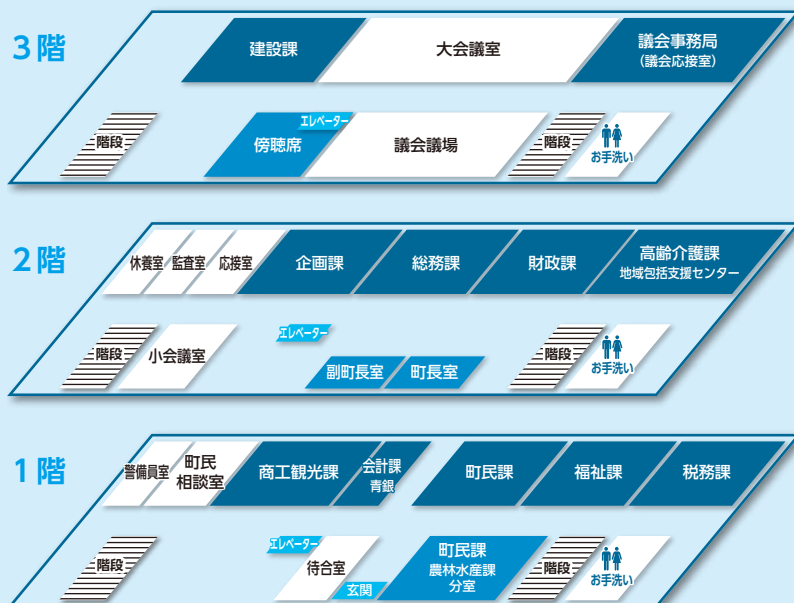 3階
建設課
大会議室
議会事務局
(議会応接室)
階段
傍聴席
エレベーター
議会議場
階段
お手洗い
2階
休養室
監査室
応接室
企画課
総務課
財政課
高齢介護課
地域包括支援センター
階段
小会議室
エレベーター
副町長室
町長室
階段
お手洗い
1階
警備員室
町民
相談室
商工観光課
会計課
青銀
町民課
福祉課
税務課
階段
エレベーター
待合室
玄関
町民課
農林水産課
分室
階段
お手洗い